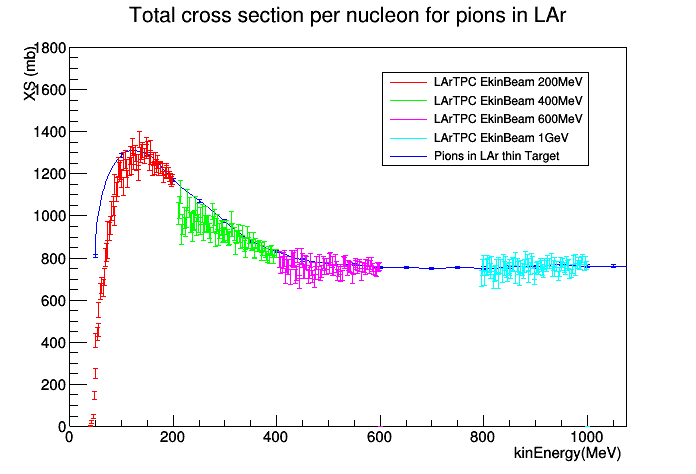 Total cross section per nucleon for pions in LAr
XS (mb)
1800
1600
1400
1200
1000
800
600
400
200
0
LArTPC EkinBeam 200MeV
LArTPC EkinBeam 400MeV
LArTPC EkinBeam 600MeV
LArTPC EkinBeam 1GeV
Pions in LAr thin Target
0 200 400 600 800 1000
kinEnergy(MeV)